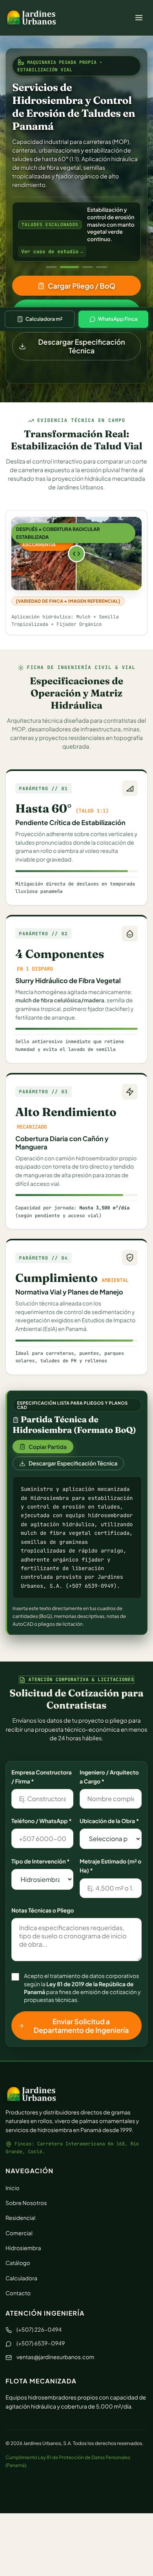 Jardines
Urbanos
MAQUINARIA PESADA PROPIA •
ESTABILIZACIÓN VIAL
Servicios de
Hidrosiembra y Control
de Erosión de Taludes en
Panamá
Capacidad industrial para carreteras (MOP),
canteras, urbanizaciones y estabilización de
taludes de hasta 60° (1:1). Aplicación hidráulica de
slurry con semillas y fijador orgánico de alto
rendimiento.
TALUDES ESCALONADOS
Estabilización y
control de erosión
masivo con manto
vegetal verde
continuo.
Ver caso de estudio
Cargar Pliego / BoQ
Calculadora m²
WhatsApp Finca
Descargar Especificación
Técnica
EVIDENCIA TÉCNICA EN CAMPO
Transformación Real:
Estabilización de Talud Vial
Desliza el control interactivo para comparar un corte
de carretera expuesto a la erosión pluvial frente al
mismo talud restaurado mediante hidrosiembra
por Jardines Urbanos.
DESPUÉS • COBERTURA RADICULAR
ESTABILIZADA
[VARIEDAD DE FINCA • IMAGEN REFERENCIAL]
Aplicación hidráulica: Mulch + Semilla
Tropicalizada + Fijador Orgánico
FICHA DE INGENIERÍA CIVIL & VIAL
Especificaciones de
Operación y Matriz
Hidráulica
Arquitectura técnica diseñada para contratistas del
MOP, desarrolladores de infraestructura, minas,
canteras y proyectos residenciales en topografía
quebrada.
PARÁMETRO // 01
Hasta 60° (TALUD 1:1)
Pendiente Crítica de Estabilización
Proyección adherente sobre cortes verticales y
taludes pronunciados donde la colocación de
grama en rollo o siembra al voleo resulta
inviable por gravedad.
Mitigación directa de deslaves en temporada
lluviosa panameña
PARÁMETRO // 02
4 Componentes
EN 1 DISPARO
Slurry Hidráulico de Fibra Vegetal
Mezcla homogénea agitada mecánicamente:
mulch de fibra celulósica/madera, semilla de
gramínea tropical, polímero fijador (tackifier) y
fertilizante de arranque.
Sello antierosivo inmediato que retiene
humedad y evita el lavado de semilla
PARÁMETRO // 03
Alto Rendimiento
MECANIZADO
Cobertura Diaria con Cañón y
Manguera
Operación con camión hidrosembrador propio
equipado con cañón de tiro directo y tendido
de mangueras de alta presión para zonas de
difícil acceso vial.
Capacidad por jornada: Hasta 3,500 m²/día
(según pendiente y acceso vial)
PARÁMETRO // 04
Cumplimiento AMBIENTAL
Normativa Vial y Planes de Manejo
Solución técnica alineada con los
requerimientos de control de sedimentación y
revegetación exigidos en Estudios de Impacto
Ambiental (EsIA) en Panamá.
Ideal para carreteras, puentes, parques
solares, taludes de PH y rellenos
ESPECIFICACIÓN LISTA PARA PLIEGOS Y PLANOS
CAD
Partida Técnica de
Hidrosiembra (Formato BoQ)
Copiar Partida
Descargar Especificación Técnica
Suministro y aplicación mecanizada
de Hidrosiembra para estabilización
y control de erosión en taludes,
ejecutada con equipo hidrosembrador
de agitación hidráulica, utilizando
mulch de fibra vegetal certificada,
semillas de gramíneas
tropicalizadas de rápido arraigo,
adherente orgánico fijador y
fertilizante de liberación
controlada provisto por Jardines
Urbanos, S.A. (+507 6539-0949).
Inserta este texto directamente en tus cuadros de
cantidades (BoQ), memorias descriptivas, notas de
AutoCAD o pliegos de licitación.
ATENCIÓN CORPORATIVA & LICITACIONES
Solicitud de Cotización para
Contratistas
Envíanos los datos de tu proyecto o pliego para
recibir una propuesta técnico-económica en menos
de 24 horas hábiles.
Empresa Constructora
/ Firma *
Ingeniero / Arquitecto
a Cargo *
Ej. Constructora
Nombre comple
Teléfono / WhatsApp *
Ubicación de la Obra *
+507 6000-00
Selecciona p
Tipo de Intervención *
Metraje Estimado (m² o
Ha) *
Hidrosiembra
Ej. 4,500 m² o 1.
Notas Técnicas o Pliego
Indica especificaciones requeridas,
tipo de suelo o cronograma de inicio
de obra...
Acepto el tratamiento de datos corporativos
según la Ley 81 de 2019 de la República de
Panamá para fines de emisión de cotización y
propuestas técnicas.
Enviar Solicitud a
Departamento de Ingeniería
Jardines
Urbanos
Productores y distribuidores directos de gramas
naturales en rollos, vivero de palmas ornamentales y
servicios de hidrosiembra en Panamá desde 1999.
Fincas: Carretera Interamericana Km 168, Río
Grande, Coclé.
NAVEGACIÓN
Inicio
Sobre Nosotros
Residencial
Comercial
Hidrosiembra
Catálogo
Calculadora
Contacto
ATENCIÓN INGENIERÍA
(+507) 226-0494
(+507) 6539-0949
ventas@jardinesurbanos.com
FLOTA MECANIZADA
Equipos hidrosembradores propios con capacidad de
agitación hidráulica y cobertura de 5,000 m²/día.
© 2026 Jardines Urbanos, S.A. Todos los derechos reservados.
Cumplimiento Ley 81 de Protección de Datos Personales
(Panamá).